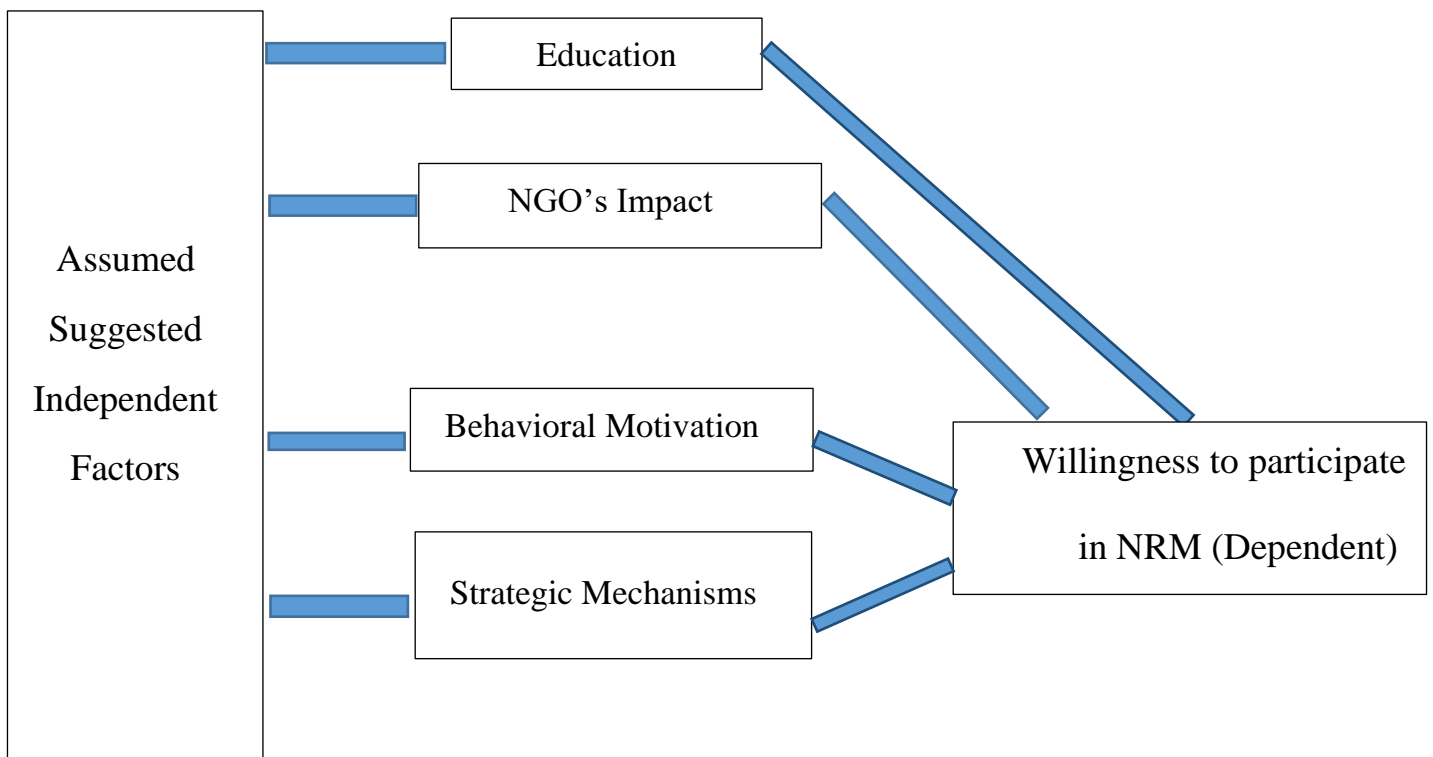 Assumed
Suggested
Independent
Factors
Education
NGO’s Impact
Behavioral Motivation
Strategic Mechanisms
Willingness to participate
in NRM (Dependent)